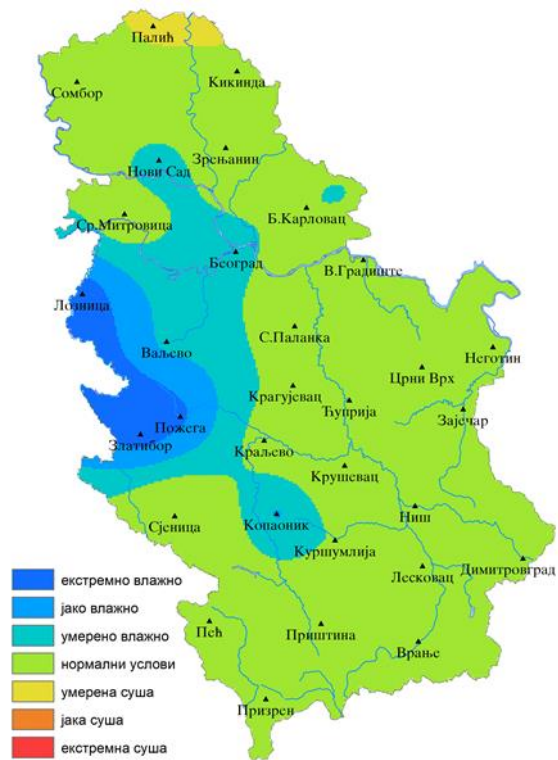 Палић
Сомбор
Кикинда
Зрењанин
Нови Сад
Ср.Митровица
Б.Карловац
Београд
В.Градиште
Лозница
С.Паланка
Ваљево
Неготин
Црни Врх
Крагујевац
Ћуприја
Зајечар
Пожега
Златибор
Краљево
Крушевац
Сјеница
Копаоник
Ниш
Куршумлија
Димитровград
Лесковац
Пећ
Приштина
Врање
Призрен
екстремно влажно
јако влажно
умерено влажно
нормални услови
умерена суша
јака суша
екстремна суша